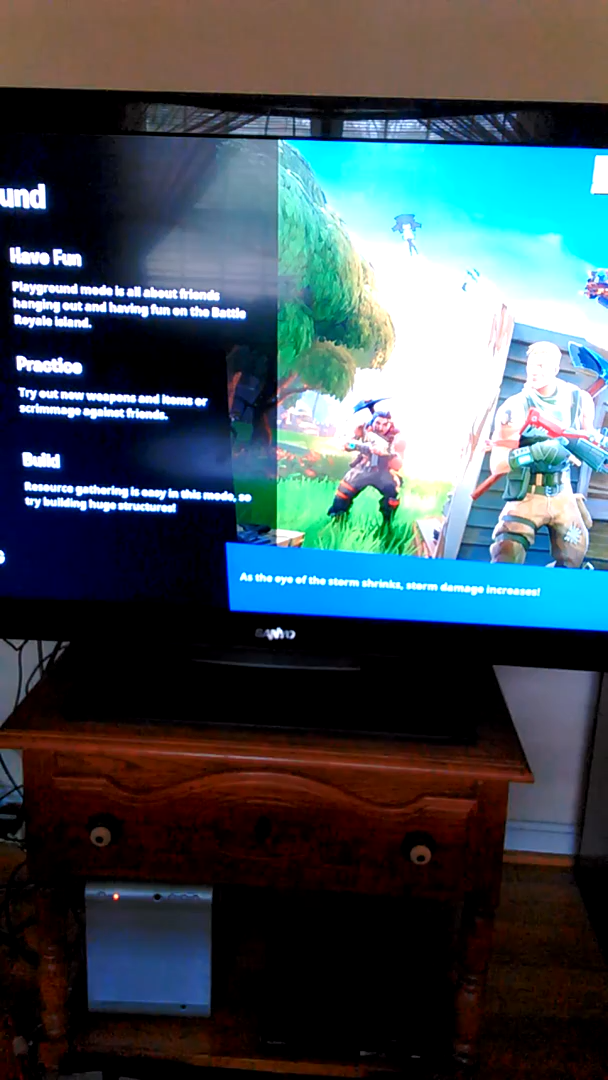 und
Have Fun
Playground mode is all about friends
hanging out and having fun on the Battle
Royale island.
Practice
Try out new weapons and items or
scrimmage against friends.
Build
Resource gathering is easy in this mode, so
try building huge structures!
S
As the eye of the storm shrinks, storm damage increases!
SANYO